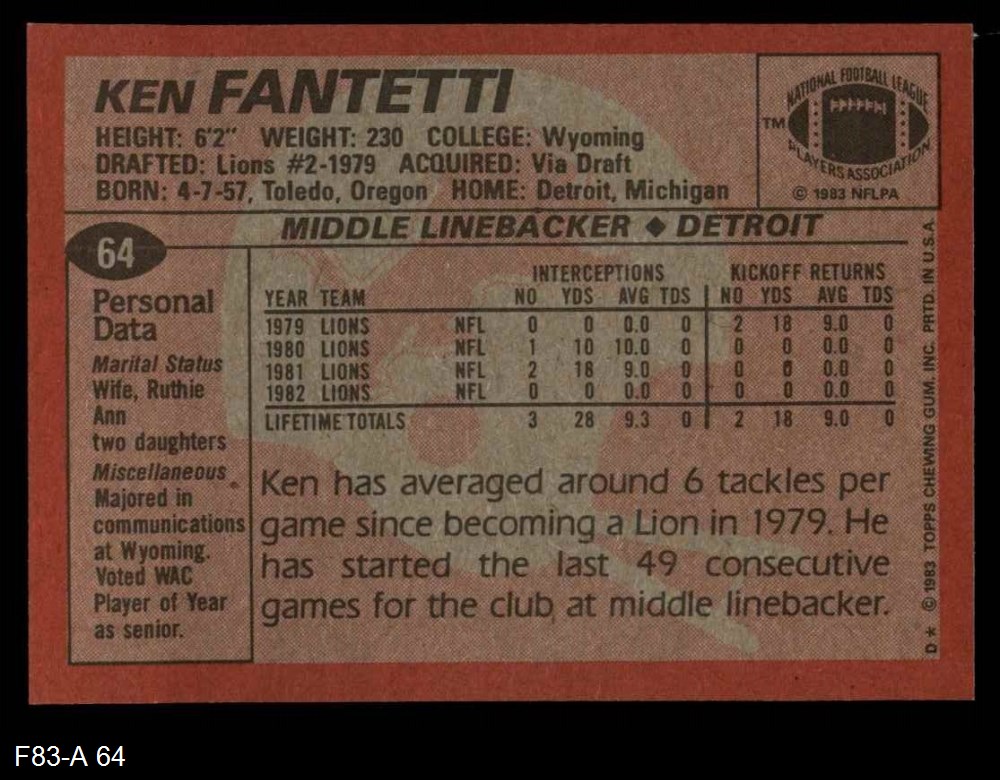 KEN FANTETTI
HEIGHT: 6'2" WEIGHT: 230 COLLEGE: Wyoming
DRAFTED: Lions #2-1979 ACQUIRED: Via Draft
BORN: 4-7-57, Toledo, Oregon HOME: Detroit, Michigan
NATIONAL FOOTBALL LEAGUE
TM
PLAYERS ASSOCIATION
© 1983 NFLPA
MIDDLE LINEBACKER ◆ DETROIT
64
Personal
Data
Marital Status
Wife, Ruthie
Ann
two daughters
Miscellaneous
Majored in
communications
at Wyoming.
Voted WAC
Player of Year
as senior.
INTERCEPTIONS KICKOFF RETURNS
YEAR TEAM NO YDS AVG TDS NO YDS AVG TDS
1979 LIONS NFL 0 0 0.0 0 2 18 9.0 0
1980 LIONS NFL 1 10 10.0 0 0 0 0.0 0
1981 LIONS NFL 2 18 9.0 0 0 0 0.0 0
1982 LIONS NFL 0 0 0.0 0 0 0 0.0 0
LIFETIME TOTALS 3 28 9.3 0 2 18 9.0 0
Ken has averaged around 6 tackles per
game since becoming a Lion in 1979. He
has started the last 49 consecutive
games for the club at middle linebacker.
D* © 1983 TOPPS CHEWING GUM, INC. PRTD. IN U.S.A.
F83-A 64